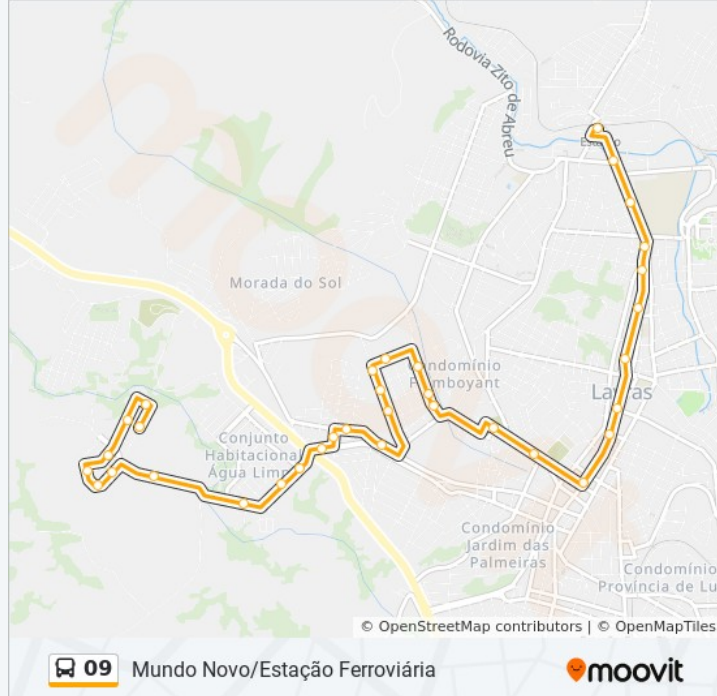 Rodovia Zito de Abreu
Morada do Sol
Condomínio
Flamboyant
Lavras
Conjunto
Habitacional
Água Limpa
Condomínio
Jardim das
Palmeiras
Condomínio
Província de Lu
© OpenStreetMap contributors | © OpenMapTiles
09 Mundo Novo/Estação Ferroviária
moovit